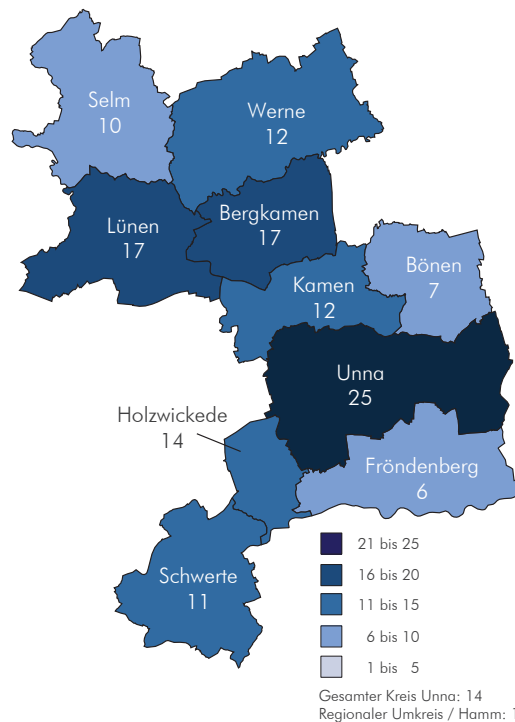 Selm
10
Werne
12
Lünen
17
Bergkamen
17
Bönen
7
Kamen
12
Unna
25
Holzwickede
14
Fröndenberg
6
Schwerte
11
21 bis 25
16 bis 20
11 bis 15
6 bis 10
1 bis 5
Gesamter Kreis Unna: 14
Regionaler Umkreis / Hamm: